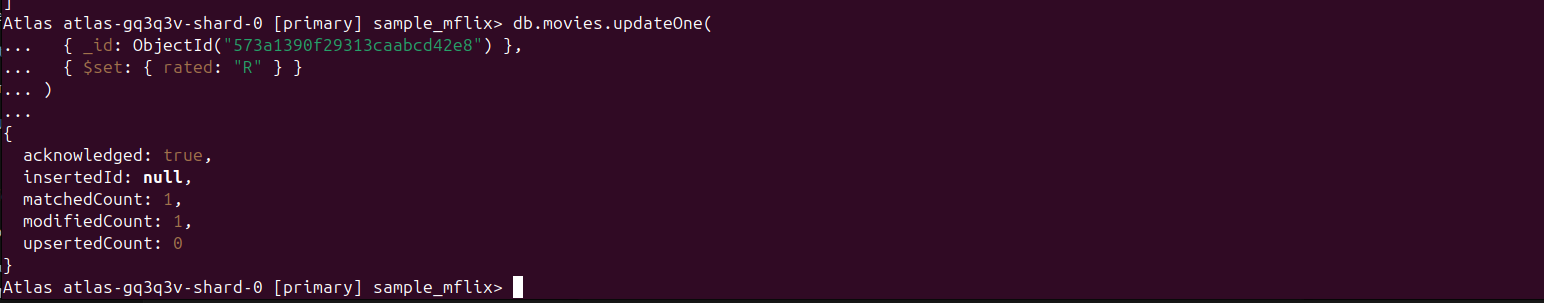 ]
Atlas atlas-gq3q3v-shard-0 [primary] sample_mflix> db.movies.updateOne(
...   { _id: ObjectId("573a1390f29313caabcd42e8") },
...   { $set: { rated: "R" } }
... )
...
{
  acknowledged: true,
  insertedId: null,
  matchedCount: 1,
  modifiedCount: 1,
  upsertedCount: 0
}
Atlas atlas-gq3q3v-shard-0 [primary] sample_mflix>